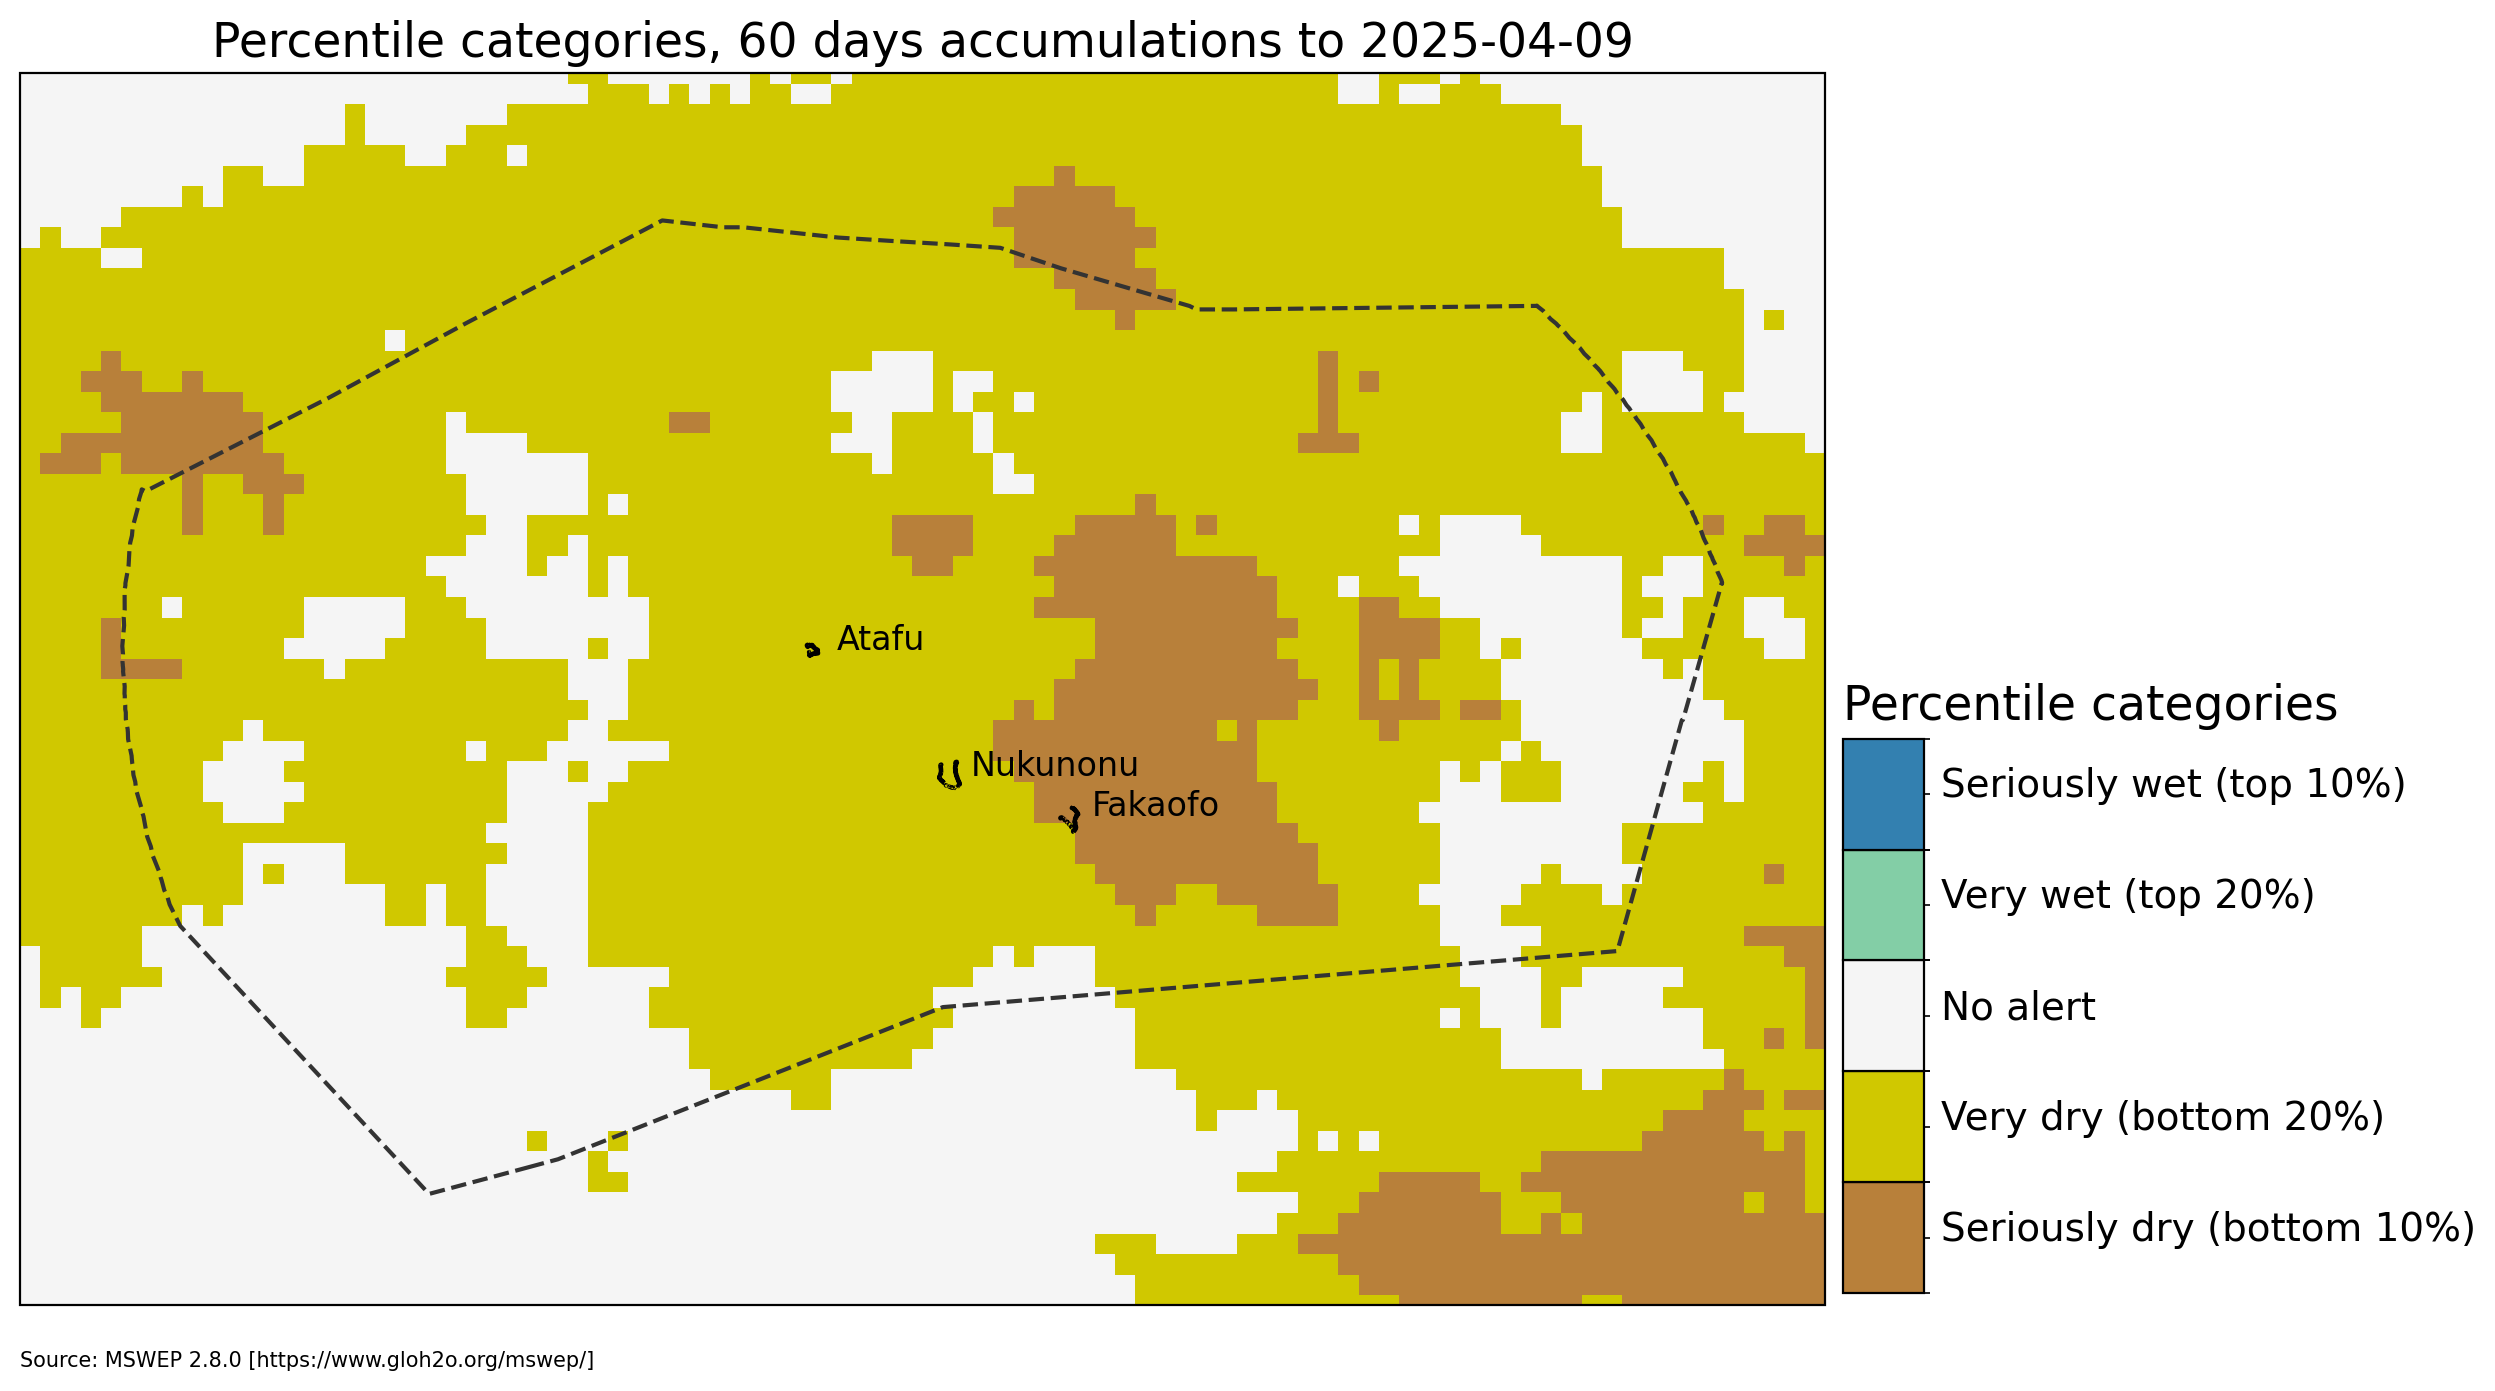 Percentile categories, 60 days accumulations to 2025-04-09
Atafu
Nukunonu
Fakaofo
Percentile categories
Seriously wet (top 10%)
Very wet (top 20%)
No alert
Very dry (bottom 20%)
Seriously dry (bottom 10%)
Source: MSWEP 2.8.0 [https://www.gloh2o.org/mswep/]